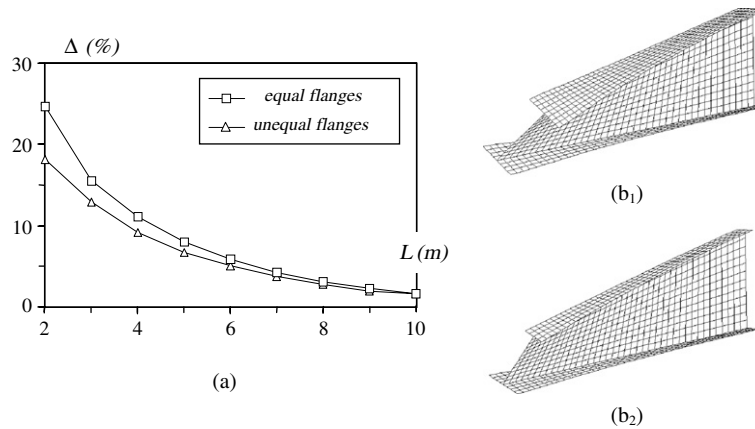 Δ (%)
30
20
10
0
equal flanges
unequal flanges
L (m)
2
4
6
8
10
(a)
(b₁)
(b₂)